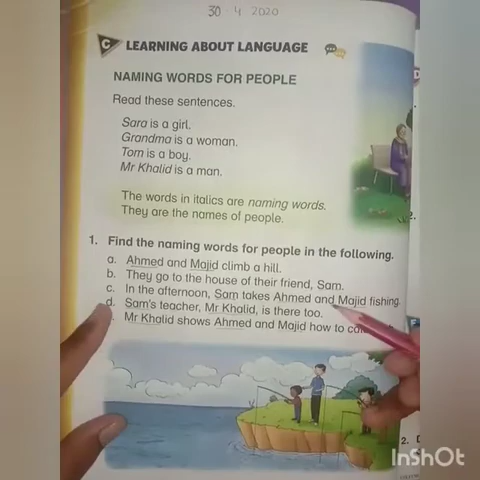 30 4 2020
C LEARNING ABOUT LANGUAGE
NAMING WORDS FOR PEOPLE
Read these sentences.
Sara is a girl.
Grandma is a woman.
Tom is a boy.
Mr Khalid is a man.
The words in italics are naming words.
They are the names of people.
1. Find the naming words for people in the following.
a. Ahmed and Majid climb a hill.
b. They go to the house of their friend, Sam.
c. In the afternoon, Sam takes Ahmed and Majid fishing.
d. Sam's teacher, Mr Khalid, is there too.
Mr Khalid shows Ahmed and Majid how to
2.
2.
InShOt